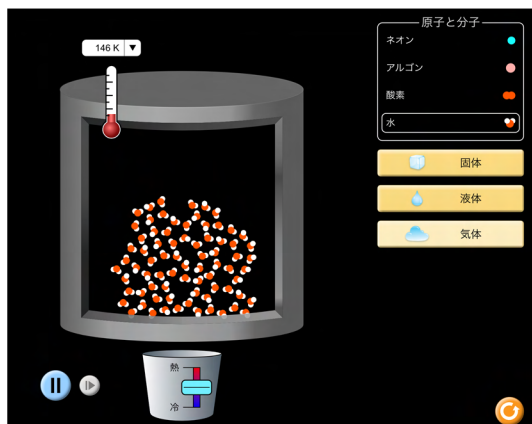 146 K
原子と分子
ネオン
アルゴン
酸素
水
固体
液体
気体
熱
冷